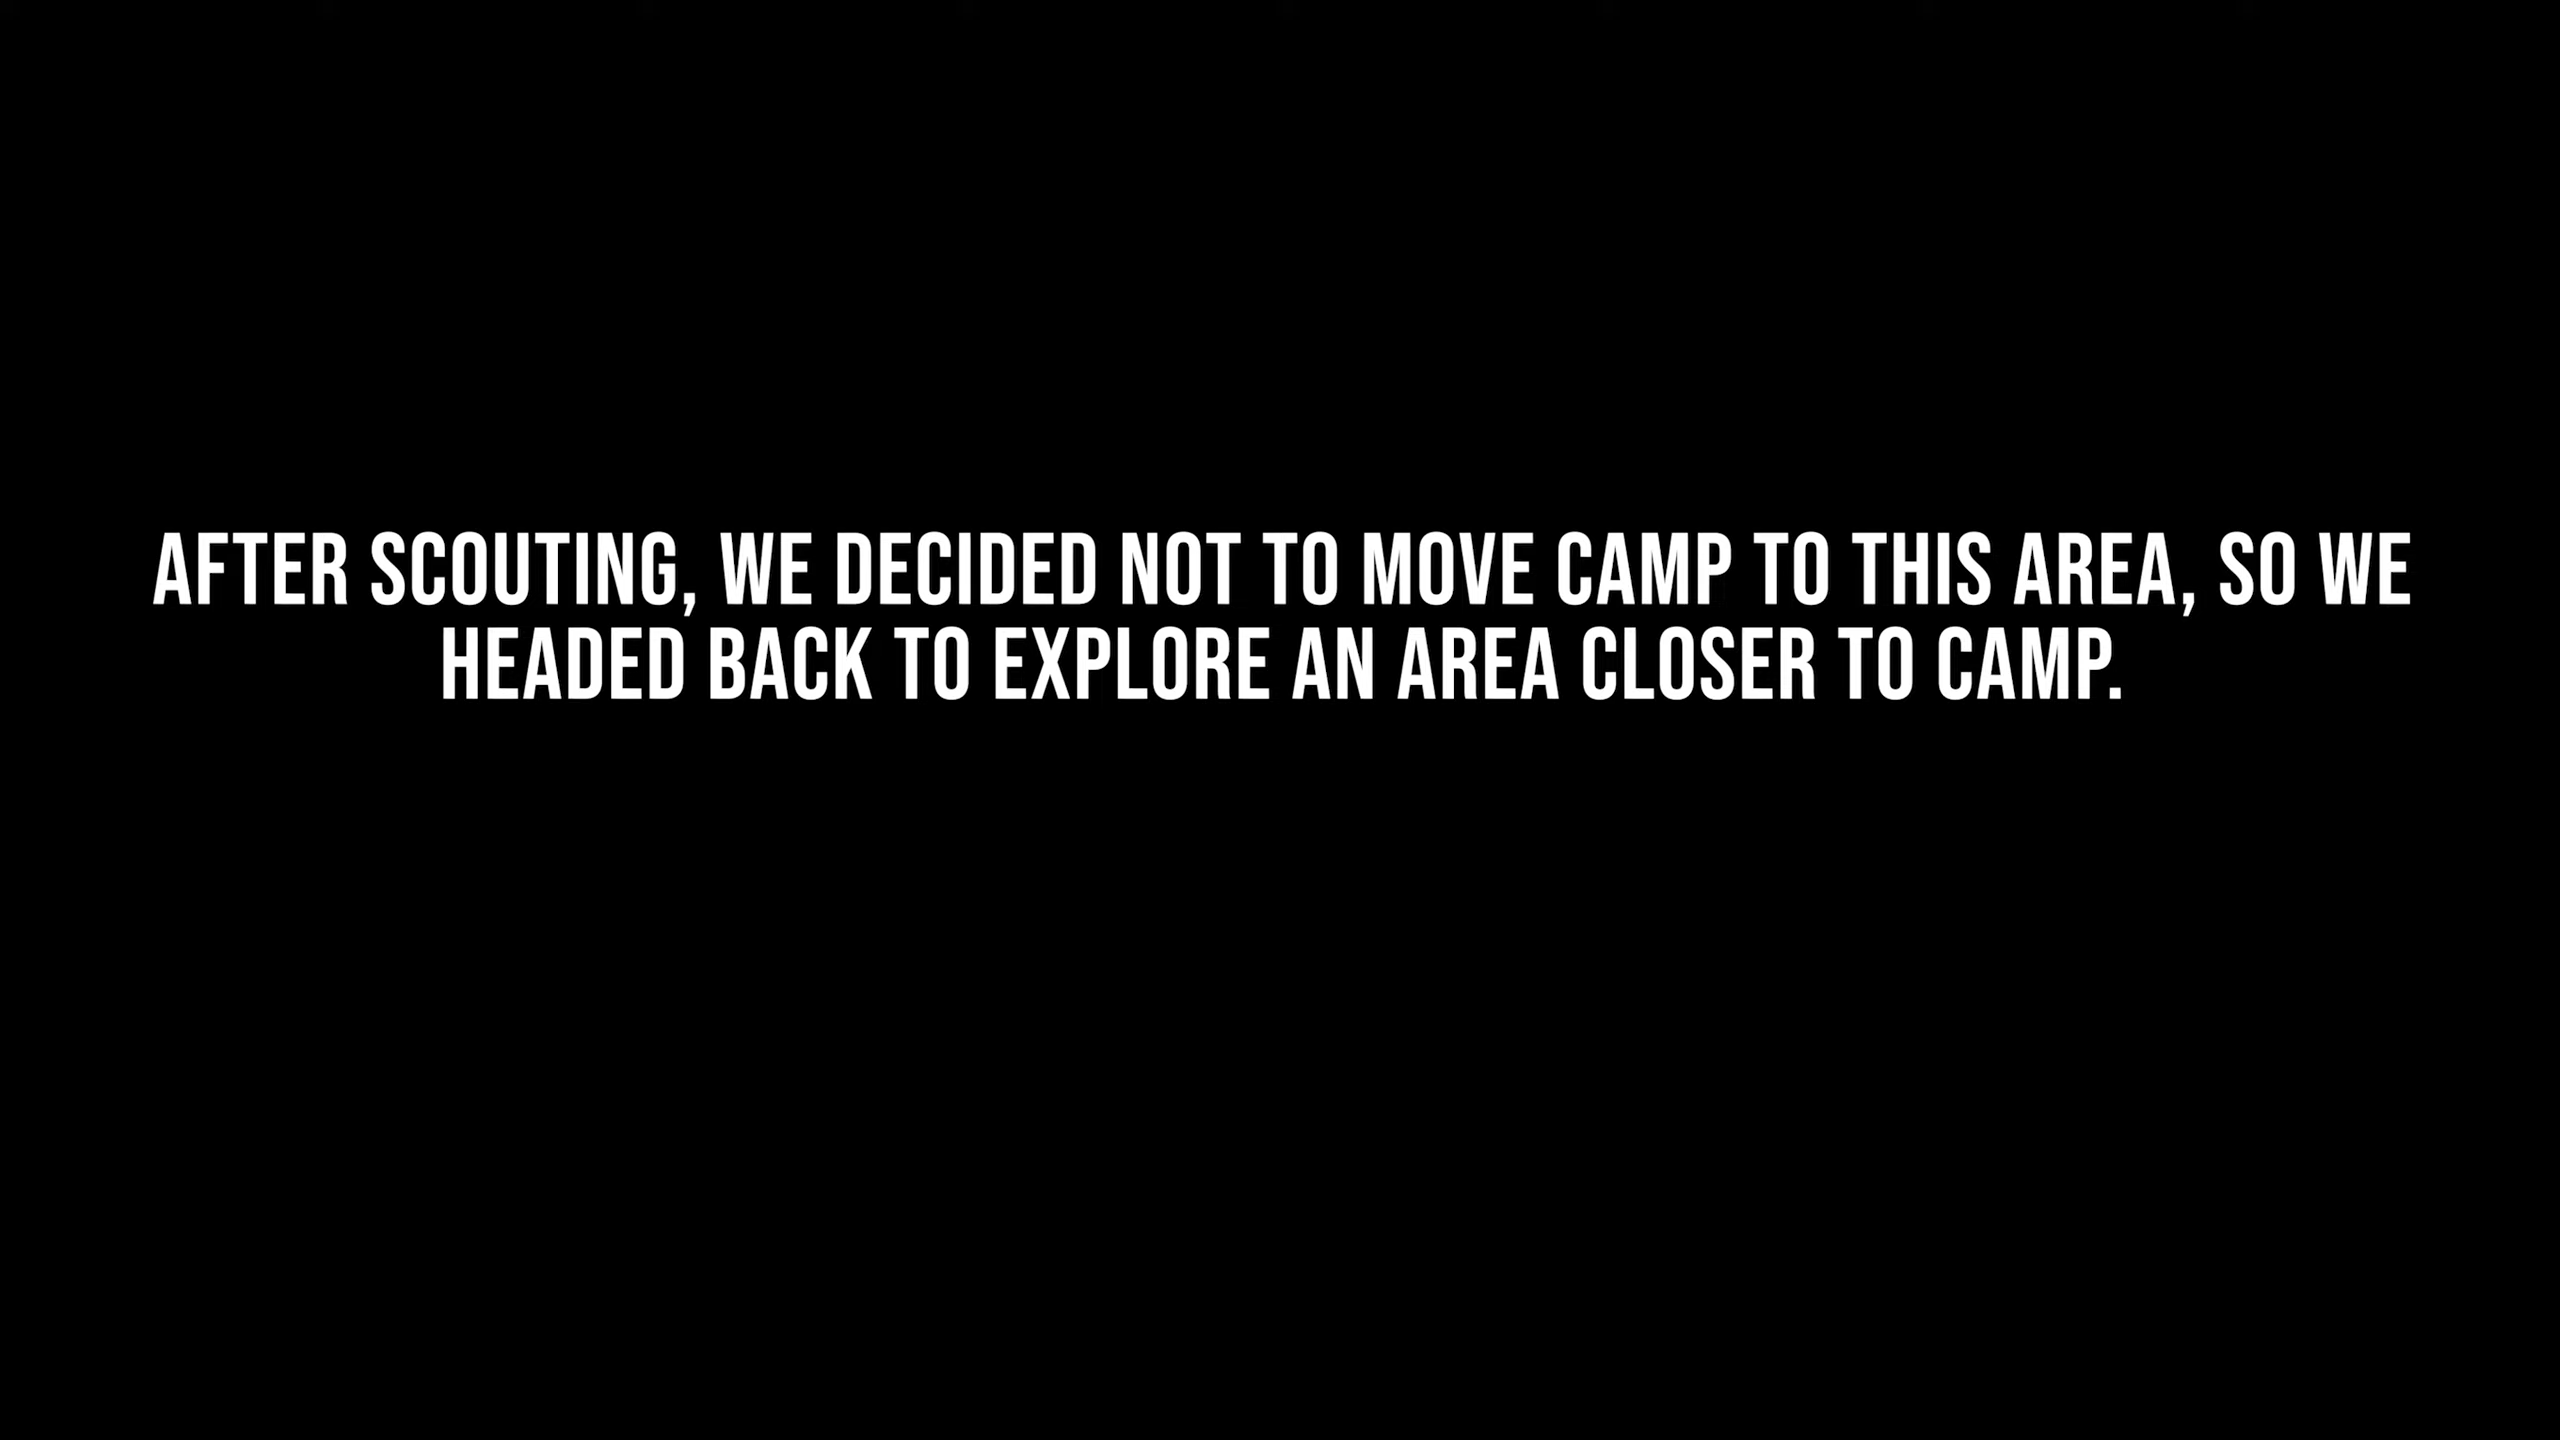 AFTER SCOUTING, WE DECIDED NOT TO MOVE CAMP TO THIS AREA, SO WE
HEADED BACK TO EXPLORE AN AREA CLOSER TO CAMP.